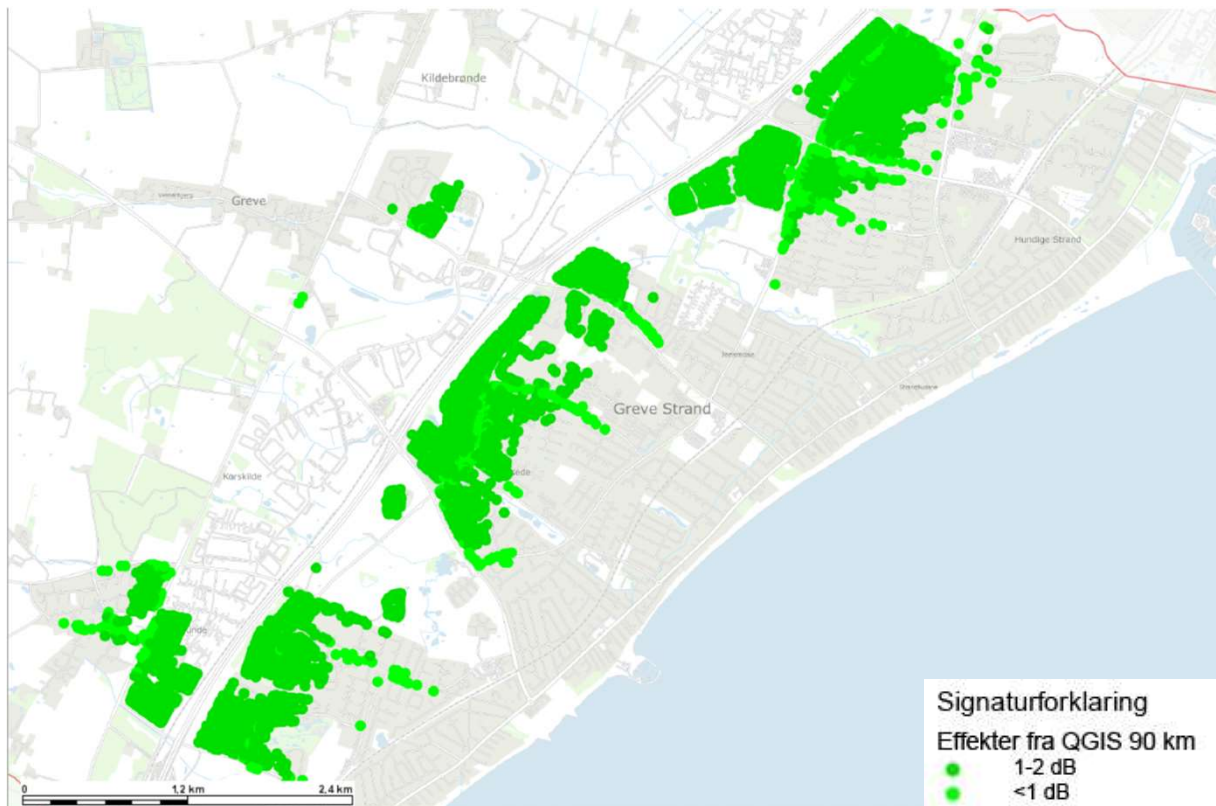 Kildebrønde
Greve
Hundige Strand
Greve Strand
Karskilde
Signaturforklaring
Effekter fra QGIS 90 km
1-2 dB
<1 dB
0 1,2 km 2,4 km